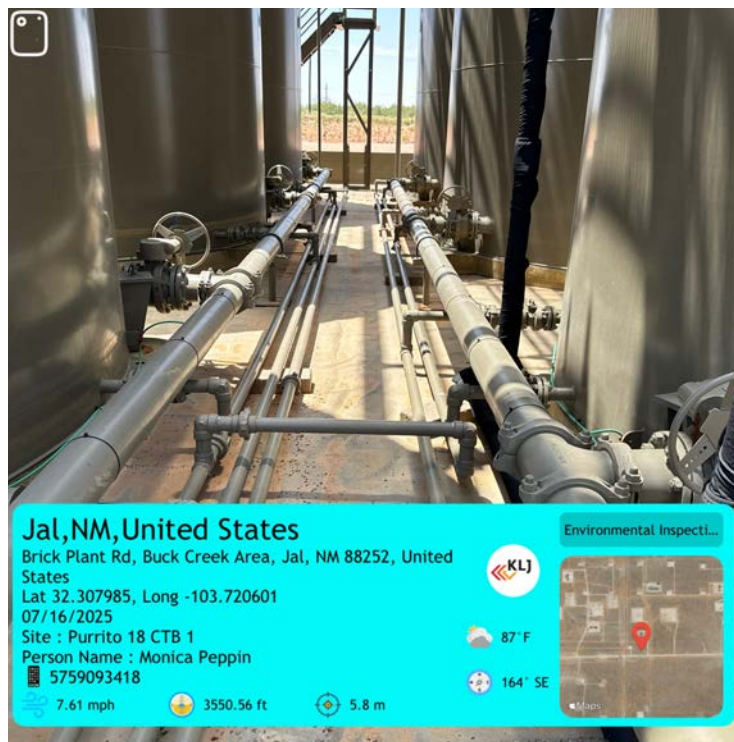 Jal,NM,United States
Brick Plant Rd, Buck Creek Area, Jal, NM 88252, United
States
Lat 32.307985, Long -103.720601
07/16/2025
Site : Purrito 18 CTB 1
Person Name : Monica Peppin
5759093418
7.61 mph
3550.56 ft
5.8 m
Environmental Inspecti...
KLJ
87°F
164° SE
Maps